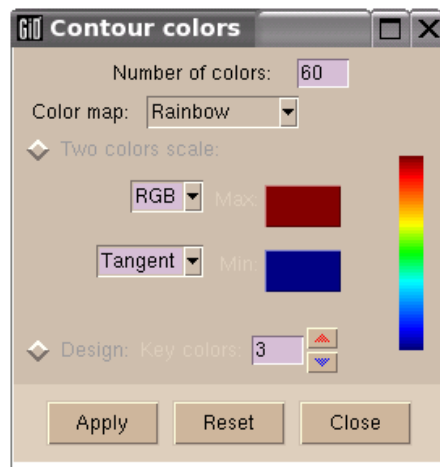 GiD Contour colors
Number of colors: 60
Color map: Rainbow
Two colors scale:
RGB Max:
Tangent Min:
Design: Key colors: 3
Apply Reset Close